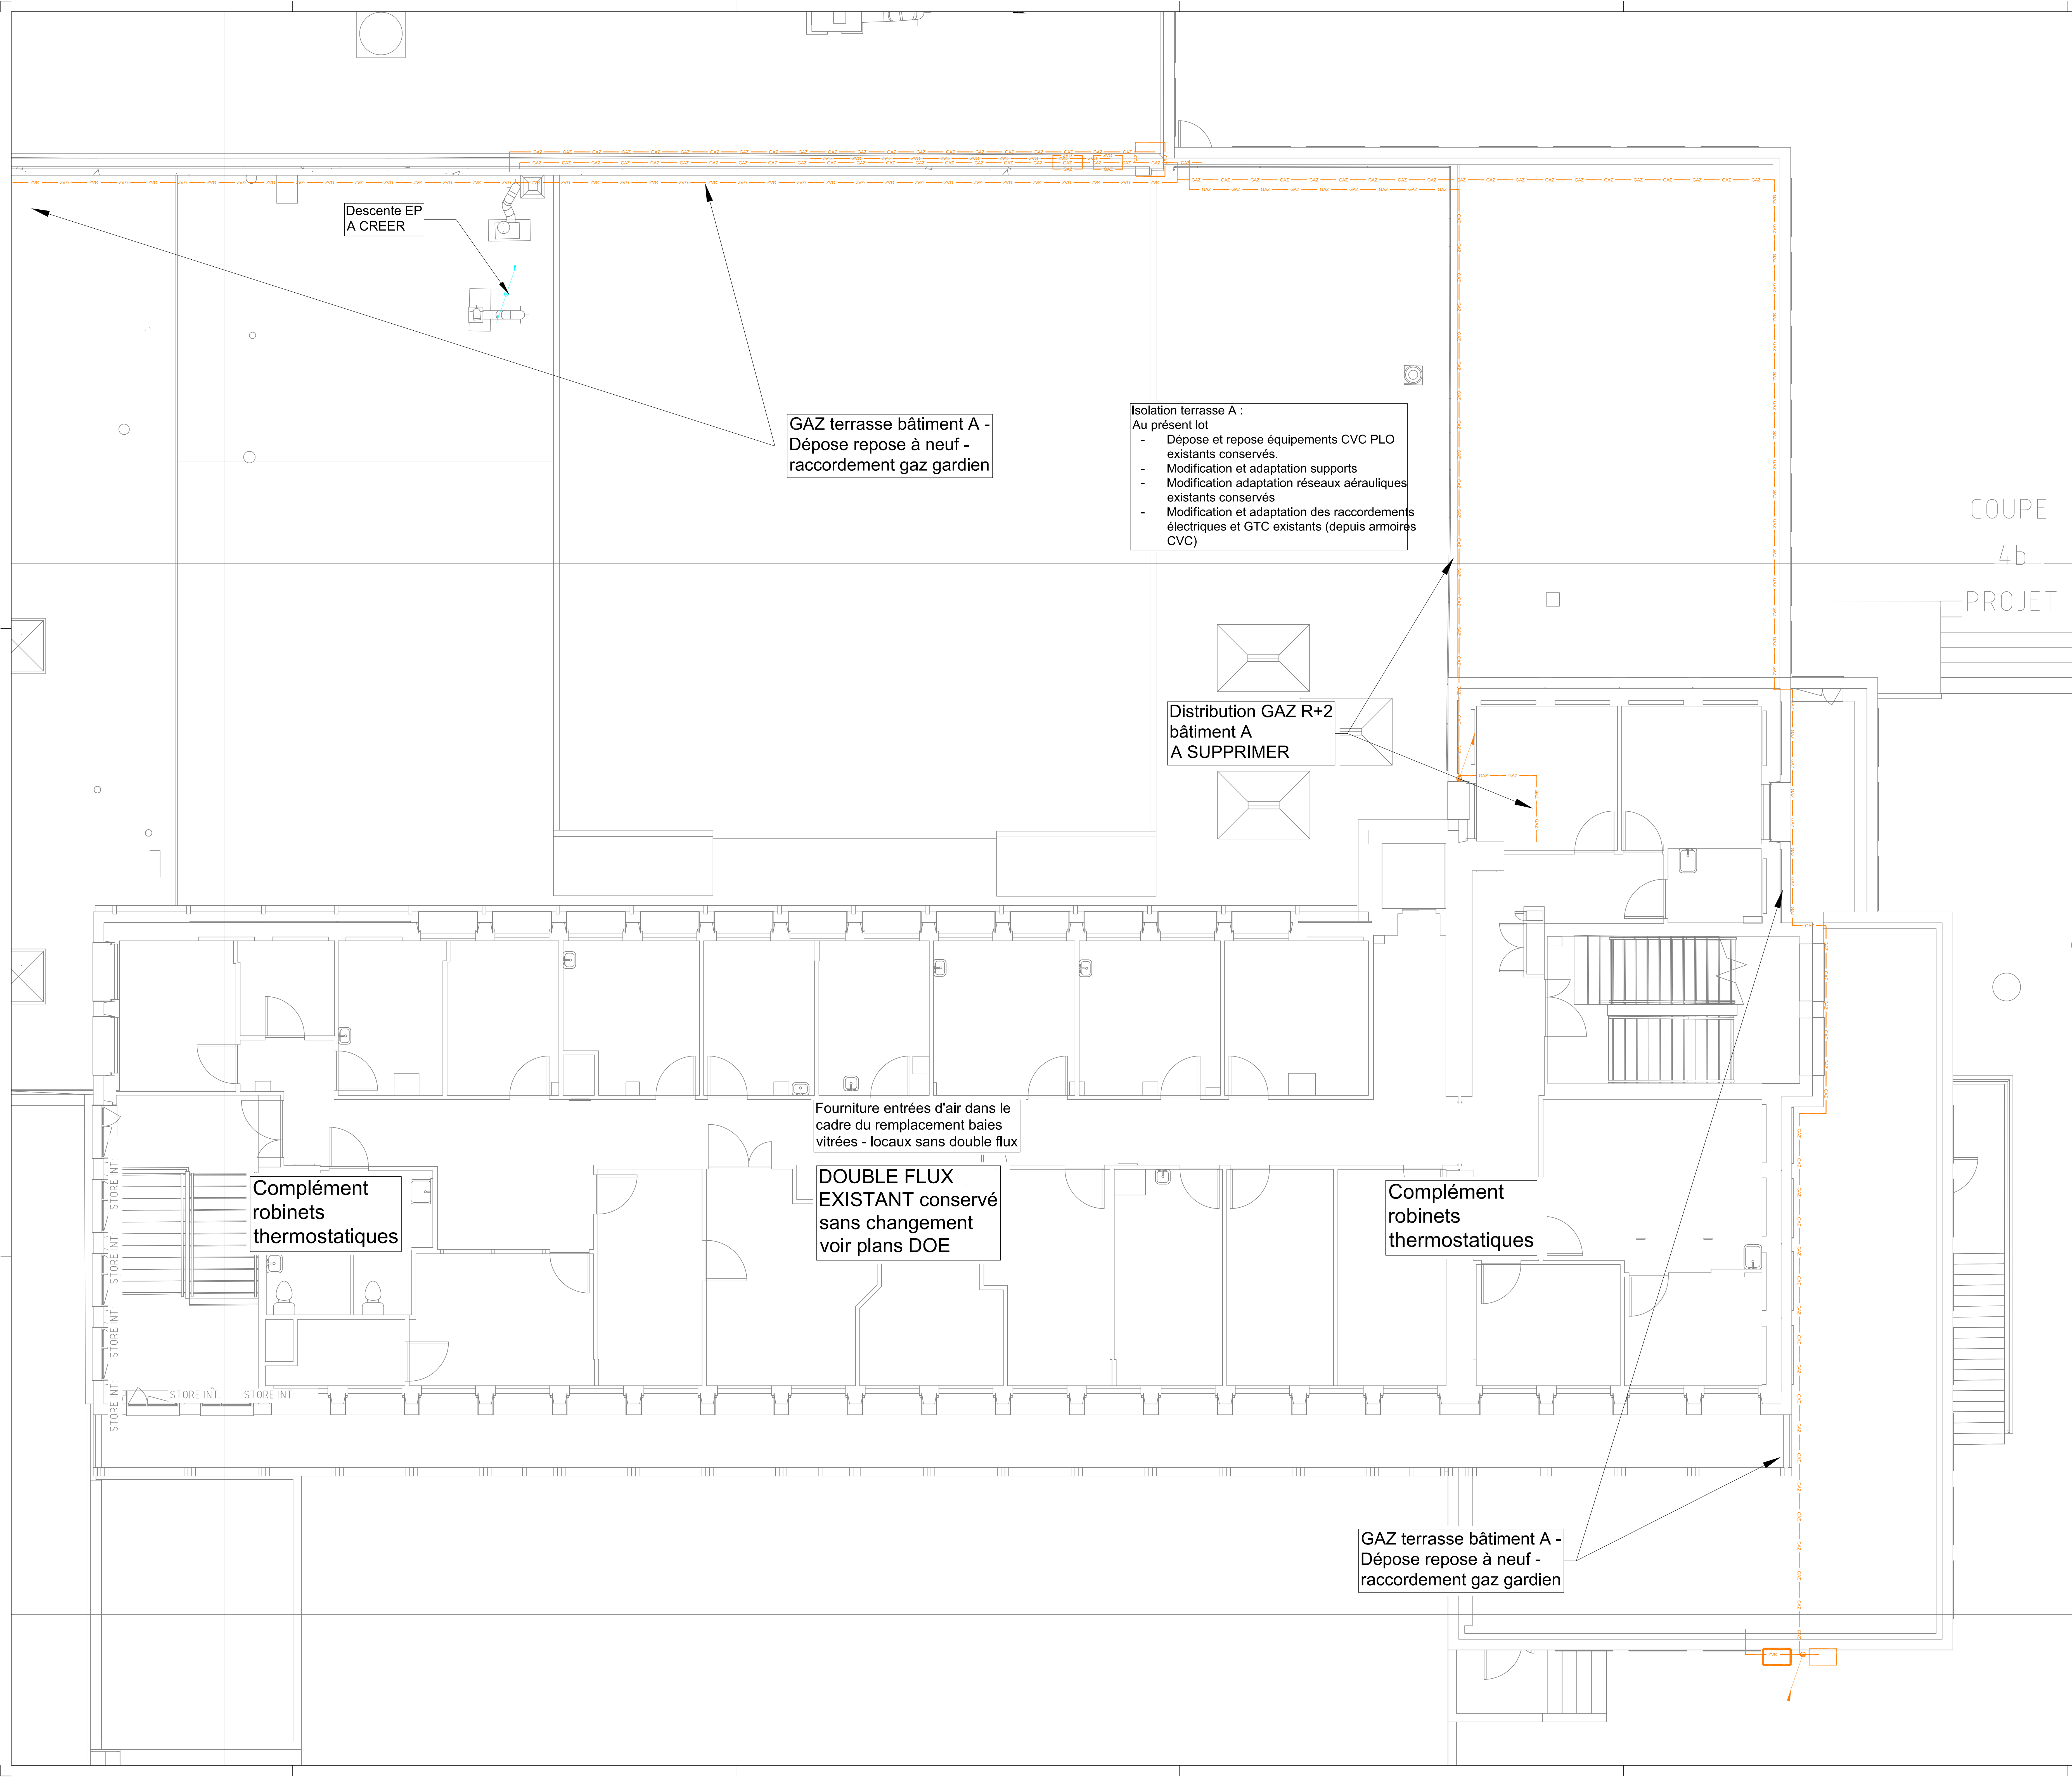 Descente EP
A CREER
GAZ terrasse bâtiment A -
Dépose repose à neuf -
raccordement gaz gardien
Isolation terrasse A :
Au présent lot
- Dépose et repose équipements CVC PLO
existants conservés.
- Modification et adaptation supports
- Modification adaptation réseaux aérauliques
existants conservés
- Modification et adaptation des raccordements
électriques et GTC existants (depuis armoires
CVC)
COUPE
4b
PROJET
Distribution GAZ R+2
bâtiment A
A SUPPRIMER
Fourniture entrées d'air dans le
cadre du remplacement baies
vitrées - locaux sans double flux
DOUBLE FLUX
EXISTANT conservé
sans changement
voir plans DOE
Complément
robinets
thermostatiques
Complément
robinets
thermostatiques
STORE INT.
STORE INT.
STORE INT.
STORE INT.
STORE INT.
STORE INT.
GAZ terrasse bâtiment A -
Dépose repose à neuf -
raccordement gaz gardien
GAZ